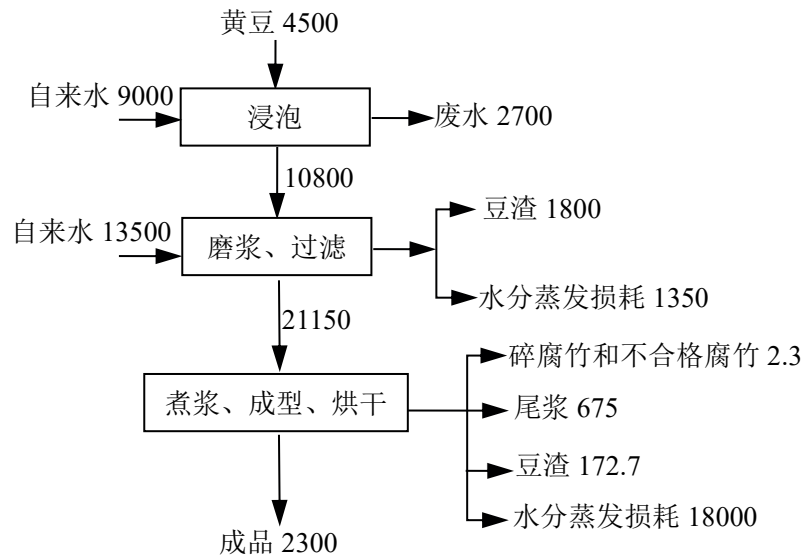 黄豆 4500
自来水 9000
浸泡
废水 2700
10800
自来水 13500
磨浆、过滤
豆渣 1800
水分蒸发损耗 1350
21150
煮浆、成型、烘干
碎腐竹和不合格腐竹 2.3
尾浆 675
豆渣 172.7
水分蒸发损耗 18000
成品 2300